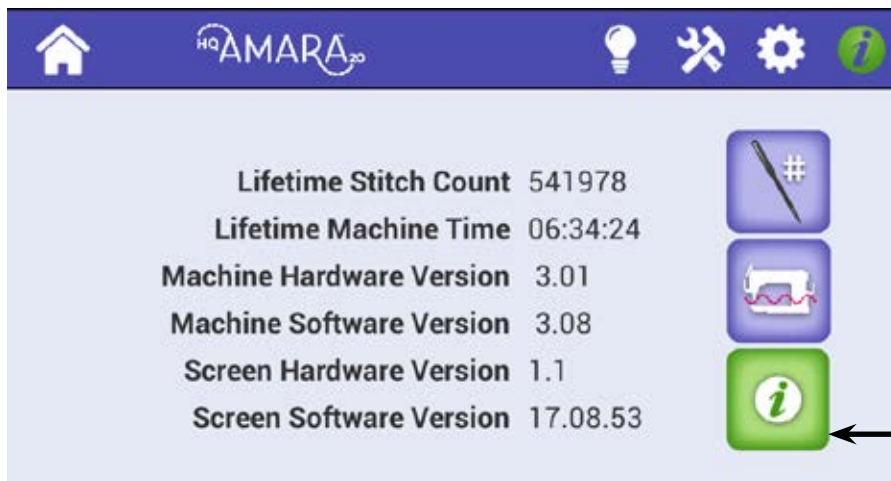 HQ AMARA 20
Lifetime Stitch Count 541978
#
Lifetime Machine Time 06:34:24
Machine Hardware Version 3.01
Machine Software Version 3.08
Screen Hardware Version 1.1
Screen Software Version 17.08.53